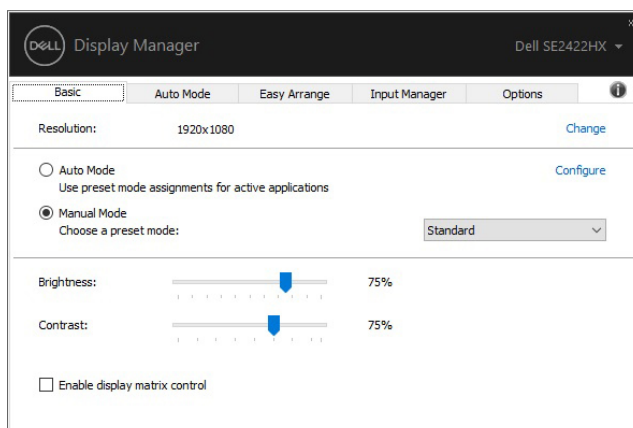 DELL Display Manager Dell SE2422HX
Basic Auto Mode Easy Arrange Input Manager Options
Resolution: 1920x1080 Change
Auto Mode Configure
Use preset mode assignments for active applications
Manual Mode
Choose a preset mode: Standard
Brightness: 75%
Contrast: 75%
Enable display matrix control